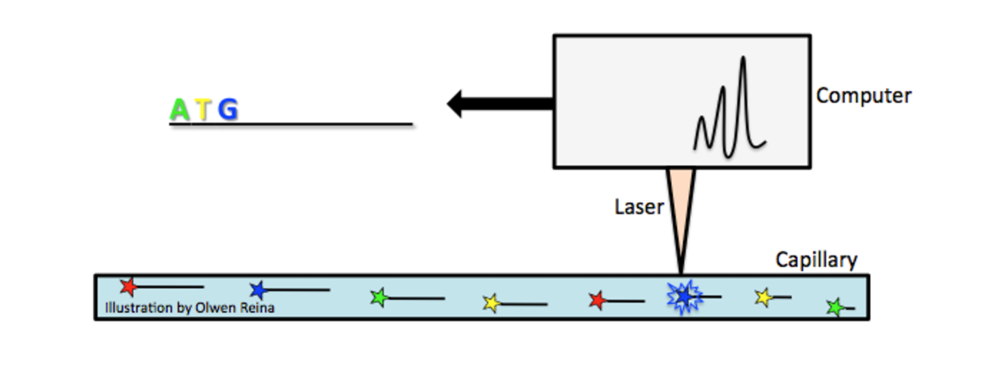 A T G
Computer
Laser
Capillary
Illustration by Olwen Reina